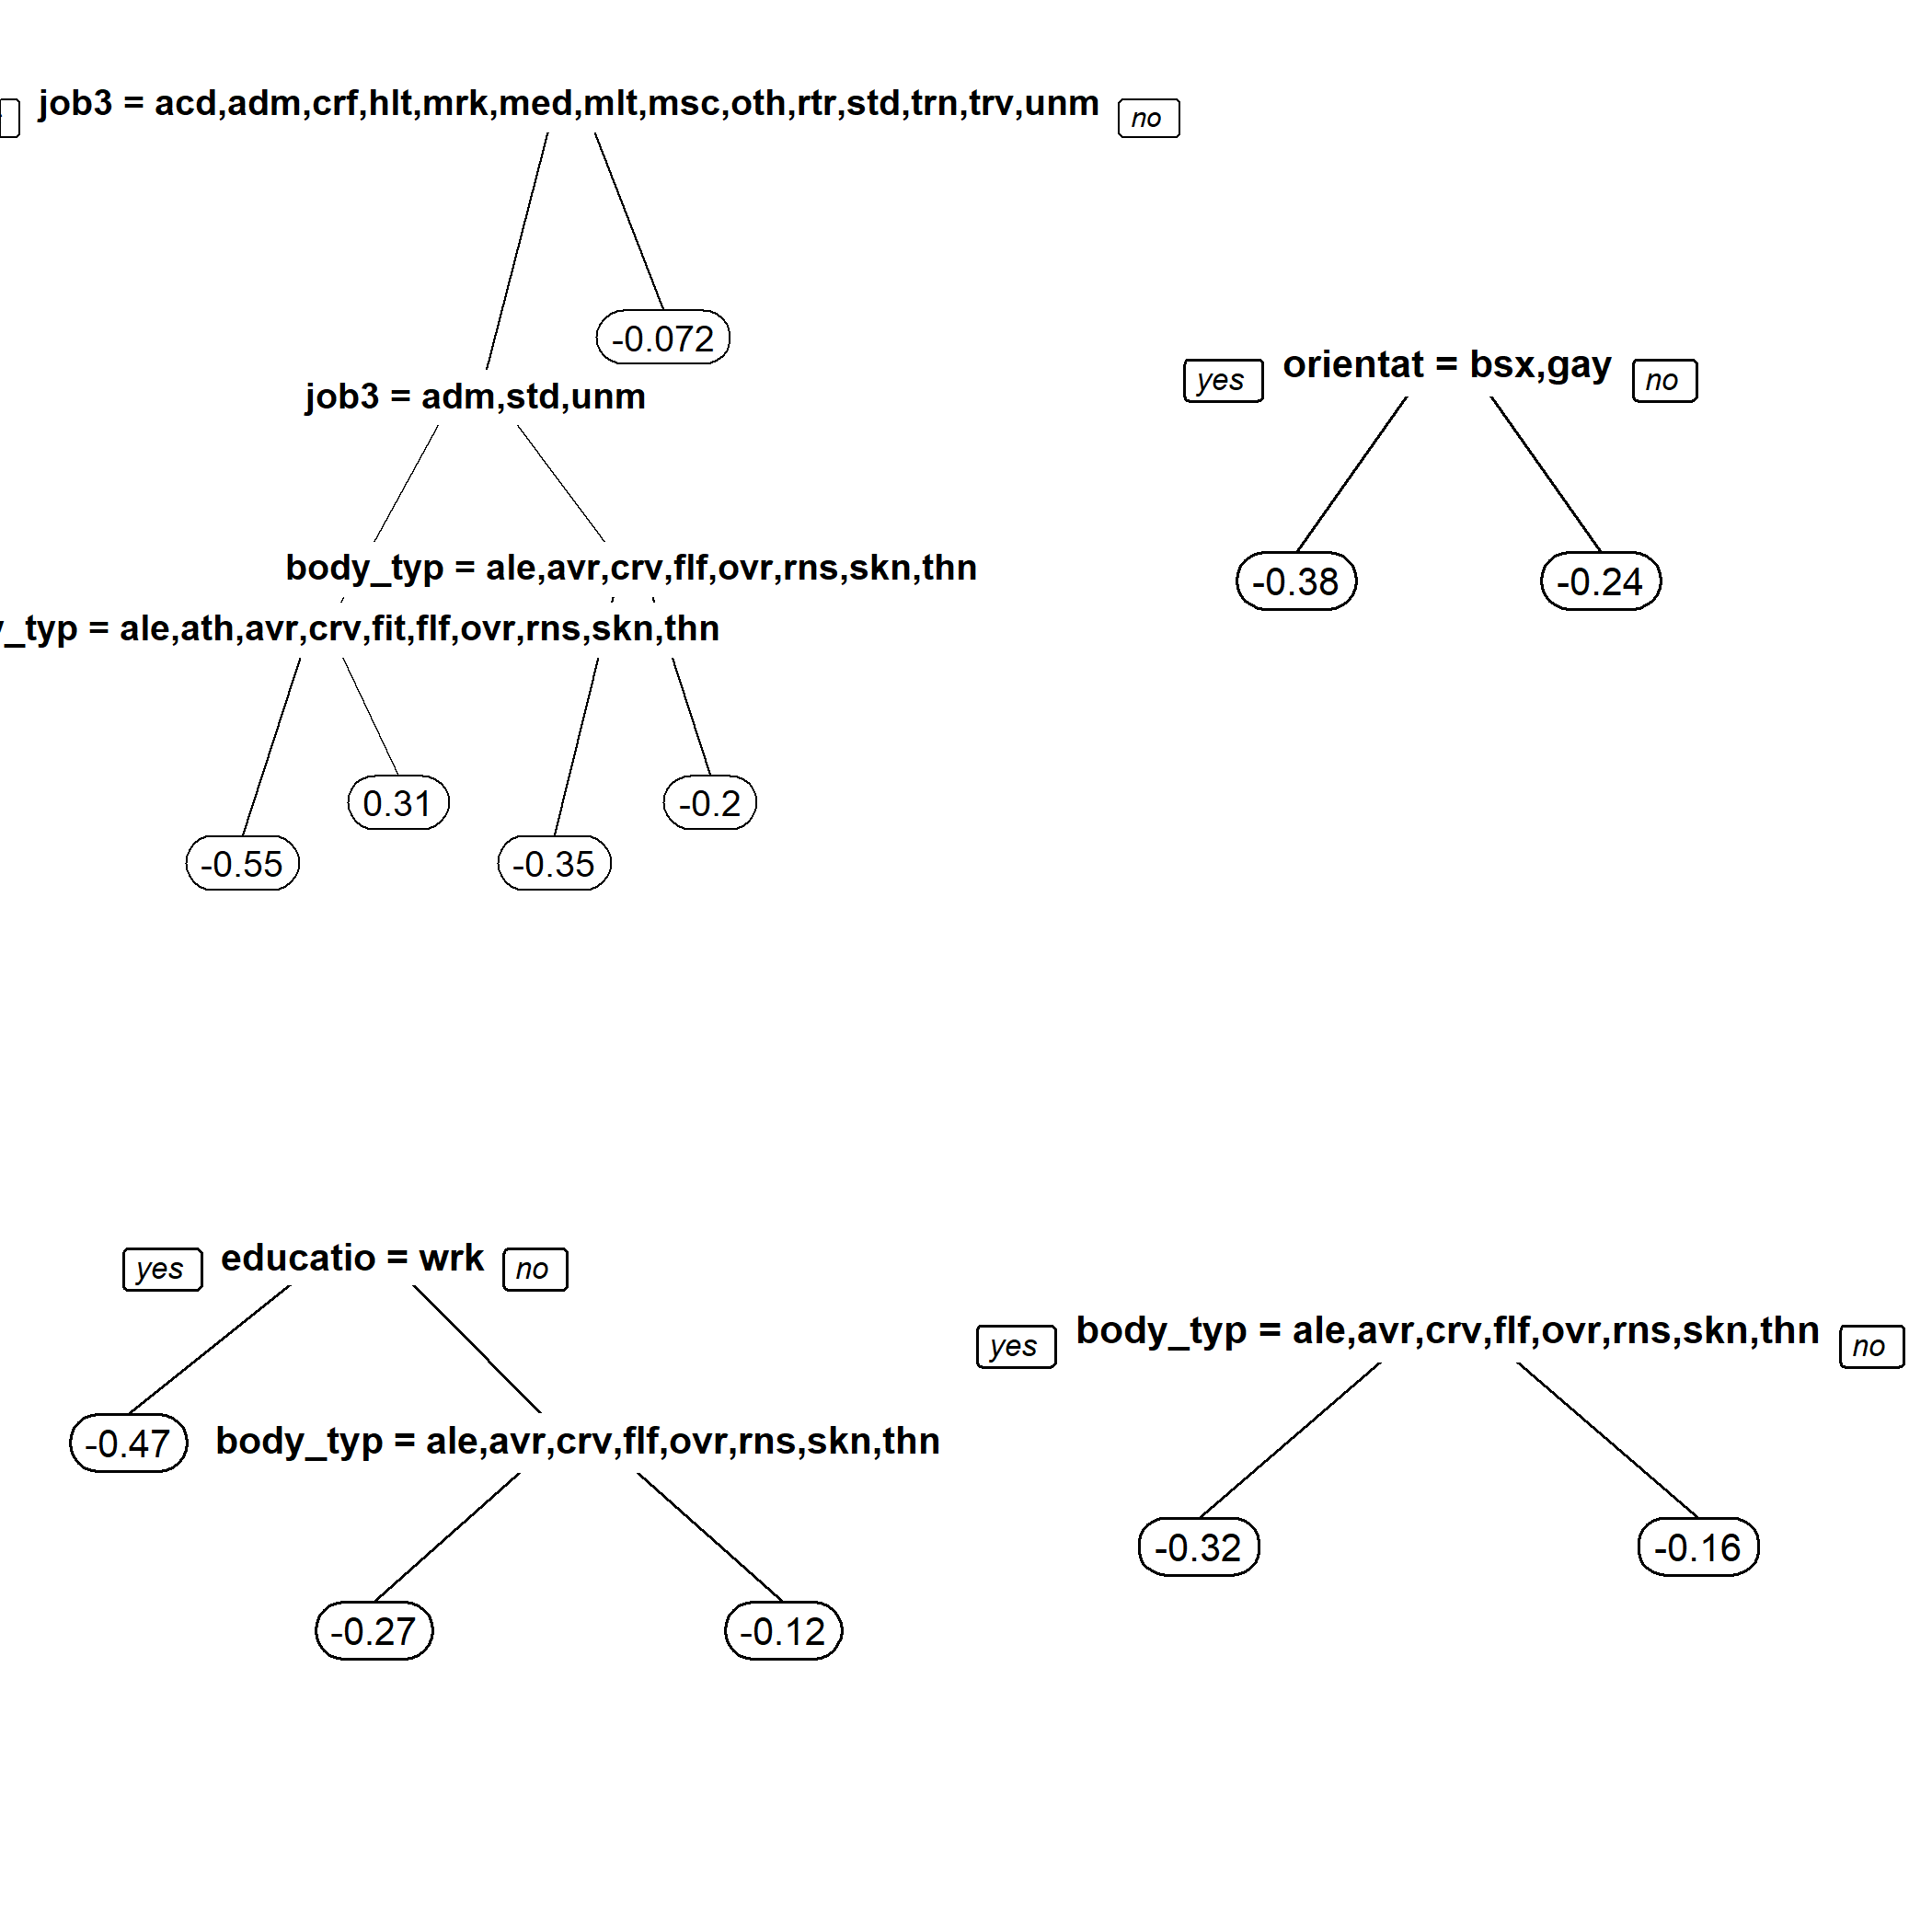 job3 = acd,adm,crf,hlt,mrk,med,mlt,msc,oth,rtr,std,trn,trv,unm no
-0.072
job3 = adm,std,unm
body_typ = ale,avr,crv,flf,ovr,rns,skn,thn
_typ = ale,ath,avr,crv,fit,flf,ovr,rns,skn,thn
0.31
-0.2
-0.55
-0.35
yes orientat = bsx,gay no
-0.38
-0.24
yes educatio = wrk no
-0.47
body_typ = ale,avr,crv,flf,ovr,rns,skn,thn
-0.27
-0.12
yes body_typ = ale,avr,crv,flf,ovr,rns,skn,thn no
-0.32
-0.16